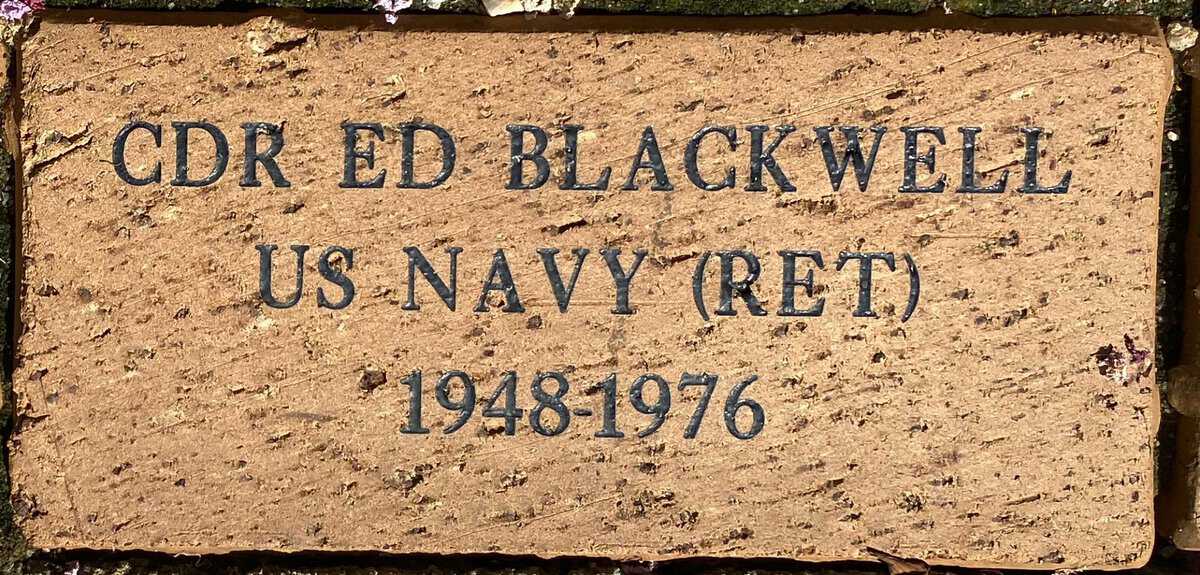 CDR ED BLACKWELL
US NAVY (RET)
1948-1976